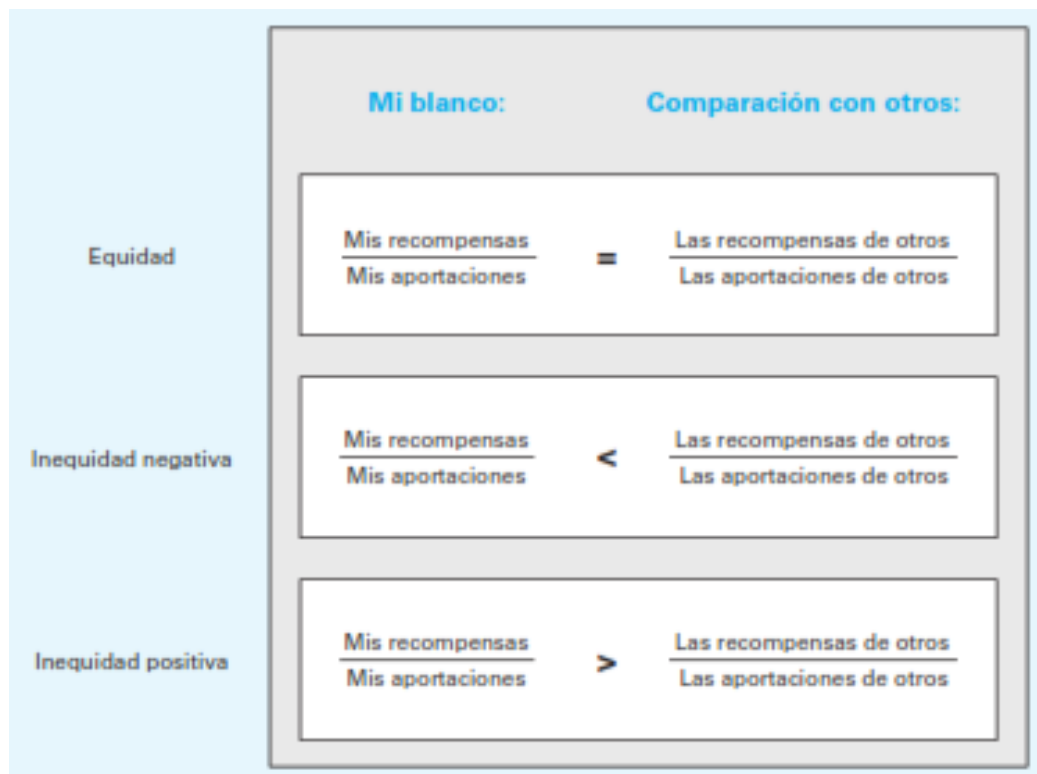 Mi blanco: Comparación con otros:
Equidad
Mis recompensas = Las recompensas de otros
Mis aportaciones Las aportaciones de otros
Inequidad negativa
Mis recompensas < Las recompensas de otros
Mis aportaciones Las aportaciones de otros
Inequidad positiva
Mis recompensas > Las recompensas de otros
Mis aportaciones Las aportaciones de otros